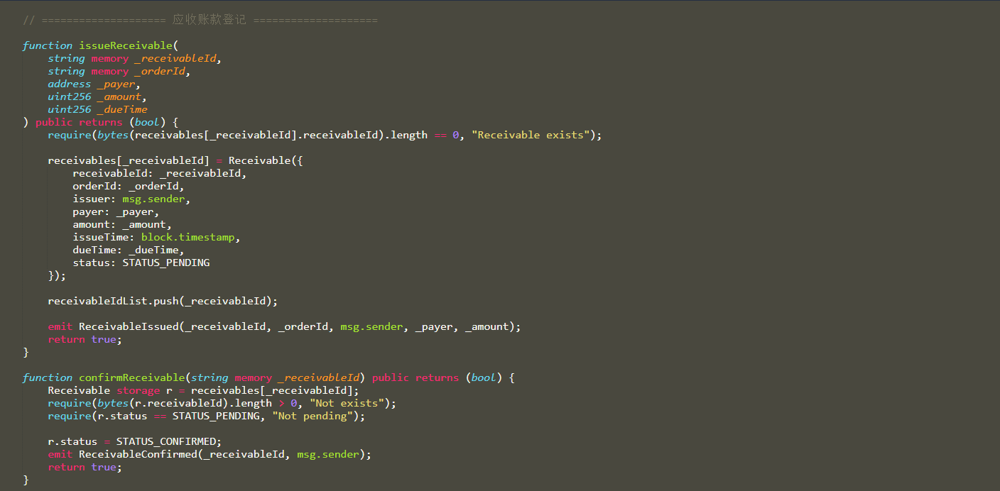 // ==================== 应收账款登记 ====================
function issueReceivable(
string memory _receivableId,
string memory _orderId,
address _payer,
uint256 _amount,
uint256 _dueTime
) public returns (bool) {
require(bytes(receivables[_receivableId].receivableId).length == 0, "Receivable exists");
receivables[_receivableId] = Receivable({
receivableId: _receivableId,
orderId: _orderId,
issuer: msg.sender,
payer: _payer,
amount: _amount,
issueTime: block.timestamp,
dueTime: _dueTime,
status: STATUS_PENDING
});
receivableIdList.push(_receivableId);
emit ReceivableIssued(_receivableId, _orderId, msg.sender, _payer, _amount);
return true;
}
function confirmReceivable(string memory _receivableId) public returns (bool) {
Receivable storage r = receivables[_receivableId];
require(bytes(r.receivableId).length > 0, "Not exists");
require(r.status == STATUS_PENDING, "Not pending");
r.status = STATUS_CONFIRMED;
emit ReceivableConfirmed(_receivableId, msg.sender);
return true;
}